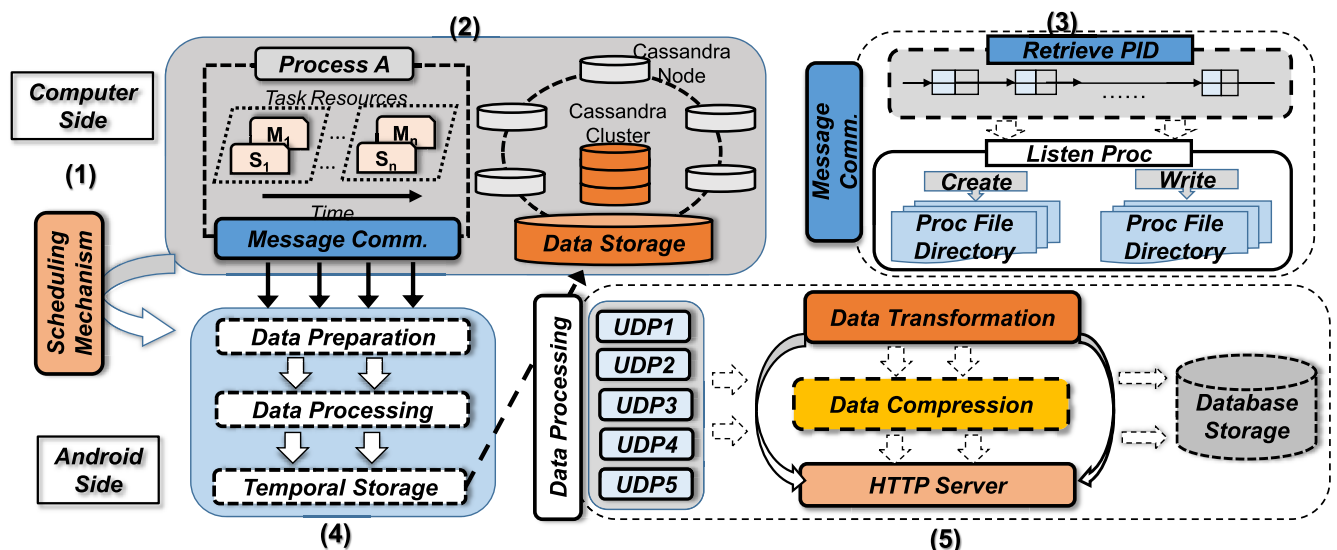 (1)
Computer
Side
Scheduling
Mechanism
Android
Side
(2)
Process A
Task Resources
M1 ... Mn
S1 ... Sn
Time
Message Comm.
Cassandra
Node
Cassandra
Cluster
Data Storage
(3)
Message
Comm.
Retrieve PID
......
Listen Proc
Create
Write
Proc File
Directory
Proc File
Directory
Data Preparation
Data Processing
Temporal Storage
(4)
Data Processing
UDP1
UDP2
UDP3
UDP4
UDP5
Data Transformation
Data Compression
HTTP Server
Database
Storage
(5)